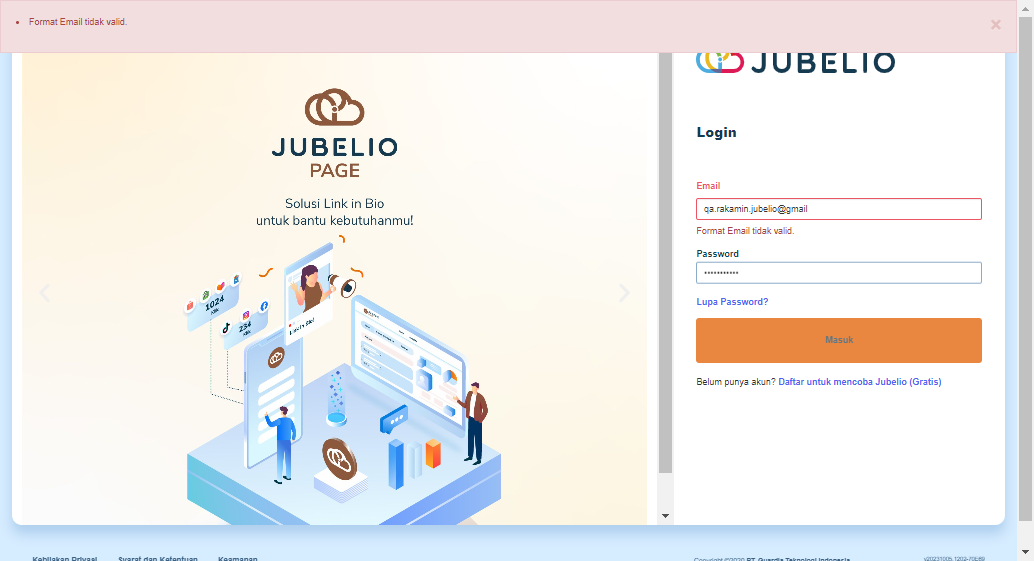 Format Email tidak valid.
×
JUBELIO
JUBELIO
PAGE
Solusi Link in Bio
untuk bantu kebutuhanmu!
1024
234
Login
Email
qa.rakamin.jubelio@gmail
Format Email tidak valid.
Password
•••••••••••
Lupa Password?
Masuk
Belum punya akun? Daftar untuk mencoba Jubelio (Gratis)
Kebijakan Privasi Syarat dan Ketentuan Keamanan
Copyright ©2020 PT. Guardia Teknologi Indonesia